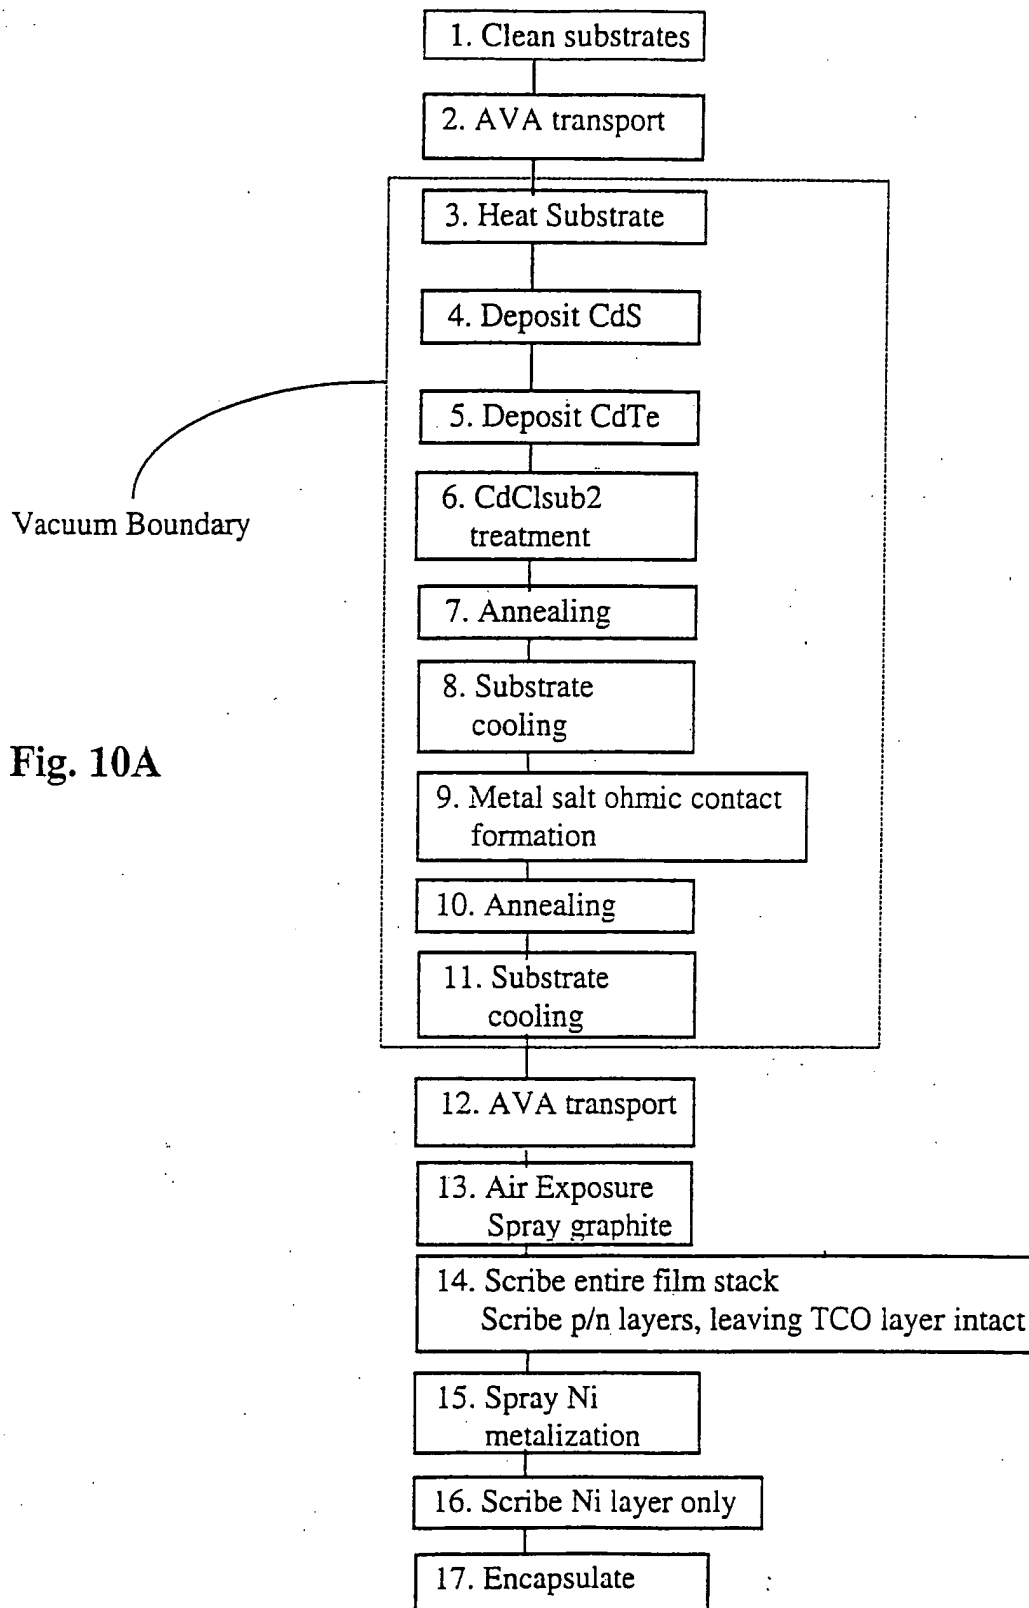 1. Clean substrates
2. AVA transport
3. Heat Substrate
4. Deposit CdS
5. Deposit CdTe
6. CdClsub2
treatment
Vacuum Boundary
7. Annealing
8. Substrate
cooling
Fig. 10A
9. Metal salt ohmic contact
formation
10. Annealing
11. Substrate
cooling
12. AVA transport
13. Air Exposure
Spray graphite
14. Scribe entire film stack
Scribe p/n layers, leaving TCO layer intact
15. Spray Ni
metalization
16. Scribe Ni layer only
17. Encapsulate